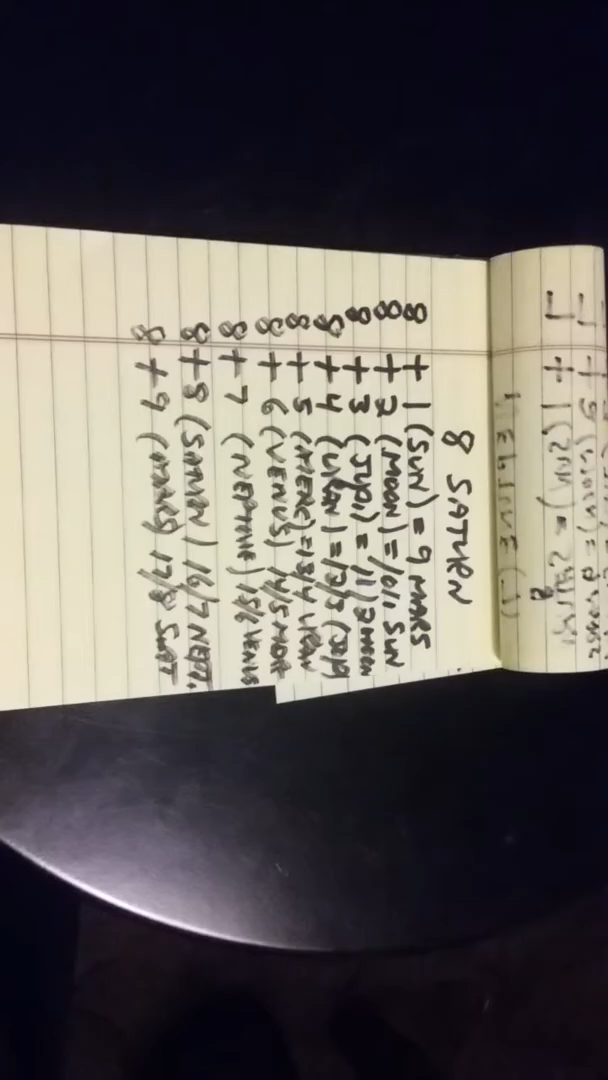 8 SATURN
8 + 1 (SUN) = 9 MARS
8 + 2 (MOON) = 10/1 SUN
8 + 3 (JUPI) = 11/2 MOON
8 + 4 (URAN) = 12/3 (JUP)
8 + 5 (MERC) = 13/4 URAN
8 + 6 (VENUS) 14/5 MER
8 + 7 (NEPTUNE) 15/6 VENUS
8 + 8 (SATURN) 16/7 NEPT.
8 + 9 (MARS) 17/8 SAT